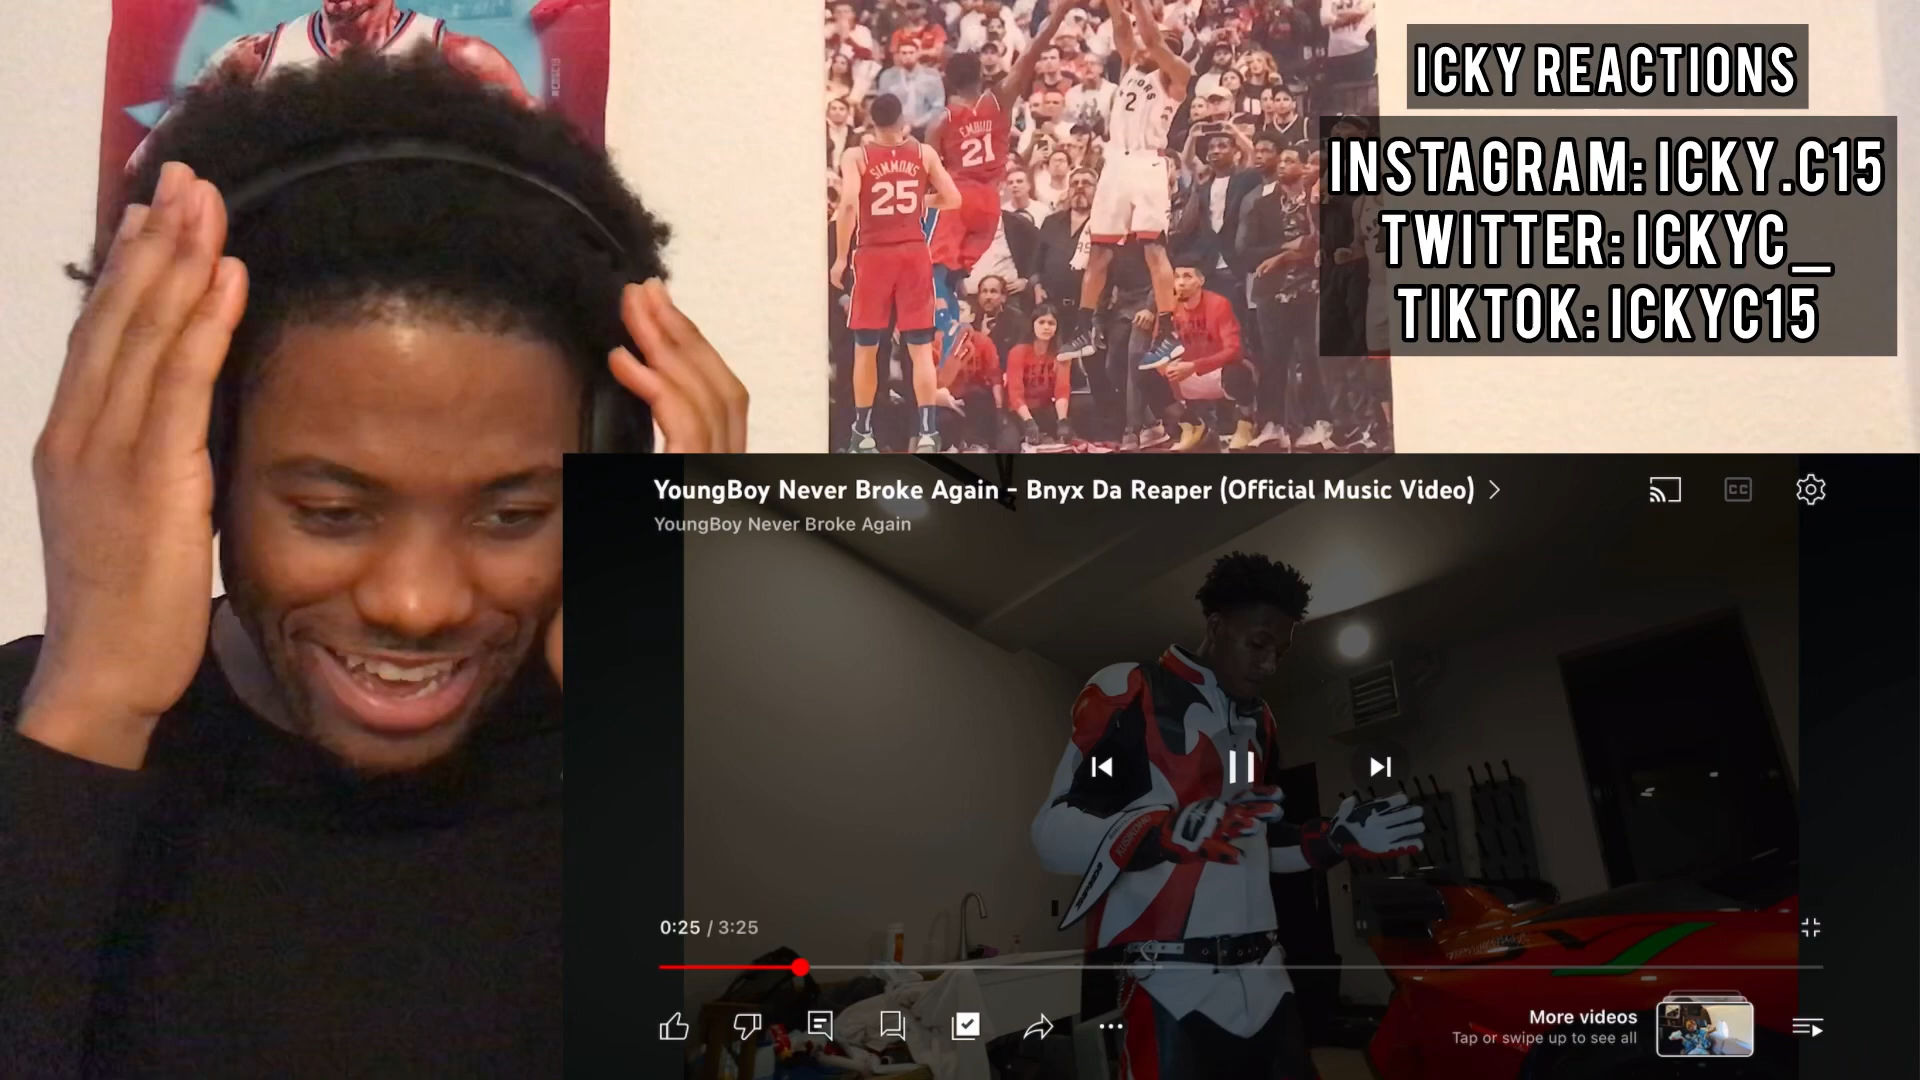 ICKY REACTIONS
INSTAGRAM: ICKY.C15
TWITTER: ICKYC_
TIKTOK: ICKYC15
SIMMONS
25
EMBIID
21
2
YoungBoy Never Broke Again - Bnyx Da Reaper (Official Music Video)
YoungBoy Never Broke Again
CC
0:25 / 3:25
More videos
Tap or swipe up to see all